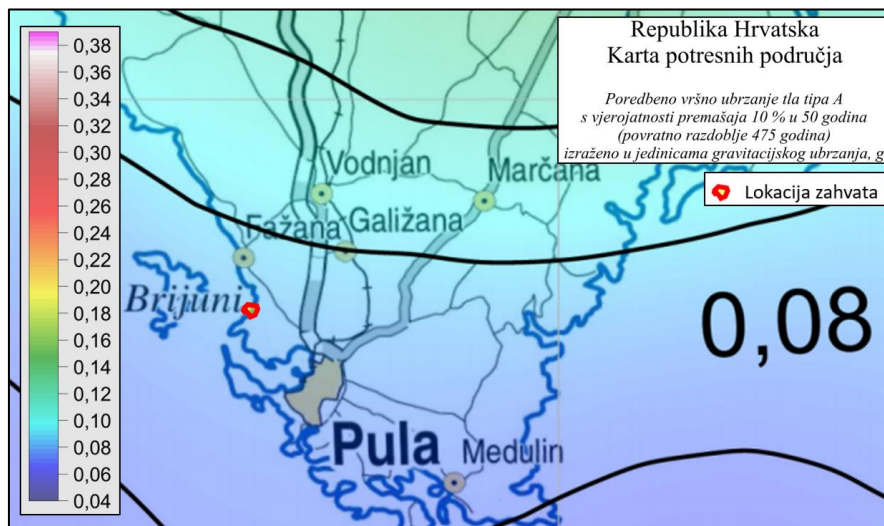 Republika Hrvatska
Karta potresnih područja
Poredbeno vršno ubrzanje tla tipa A
s vjerojatnosti premašaja 10 % u 50 godina
(povratno razdoblje 475 godina)
izraženo u jedinicama gravitacijskog ubrzanja, g
Lokacija zahvata
0,38
0,36
0,34
0,32
0,30
0,28
0,26
0,24
0,22
0,20
0,18
0,16
0,14
0,12
0,10
0,08
0,06
0,04
Vodnjan
Marčana
Fažana
Galižana
Brijuni
0,08
Pula
Medulin